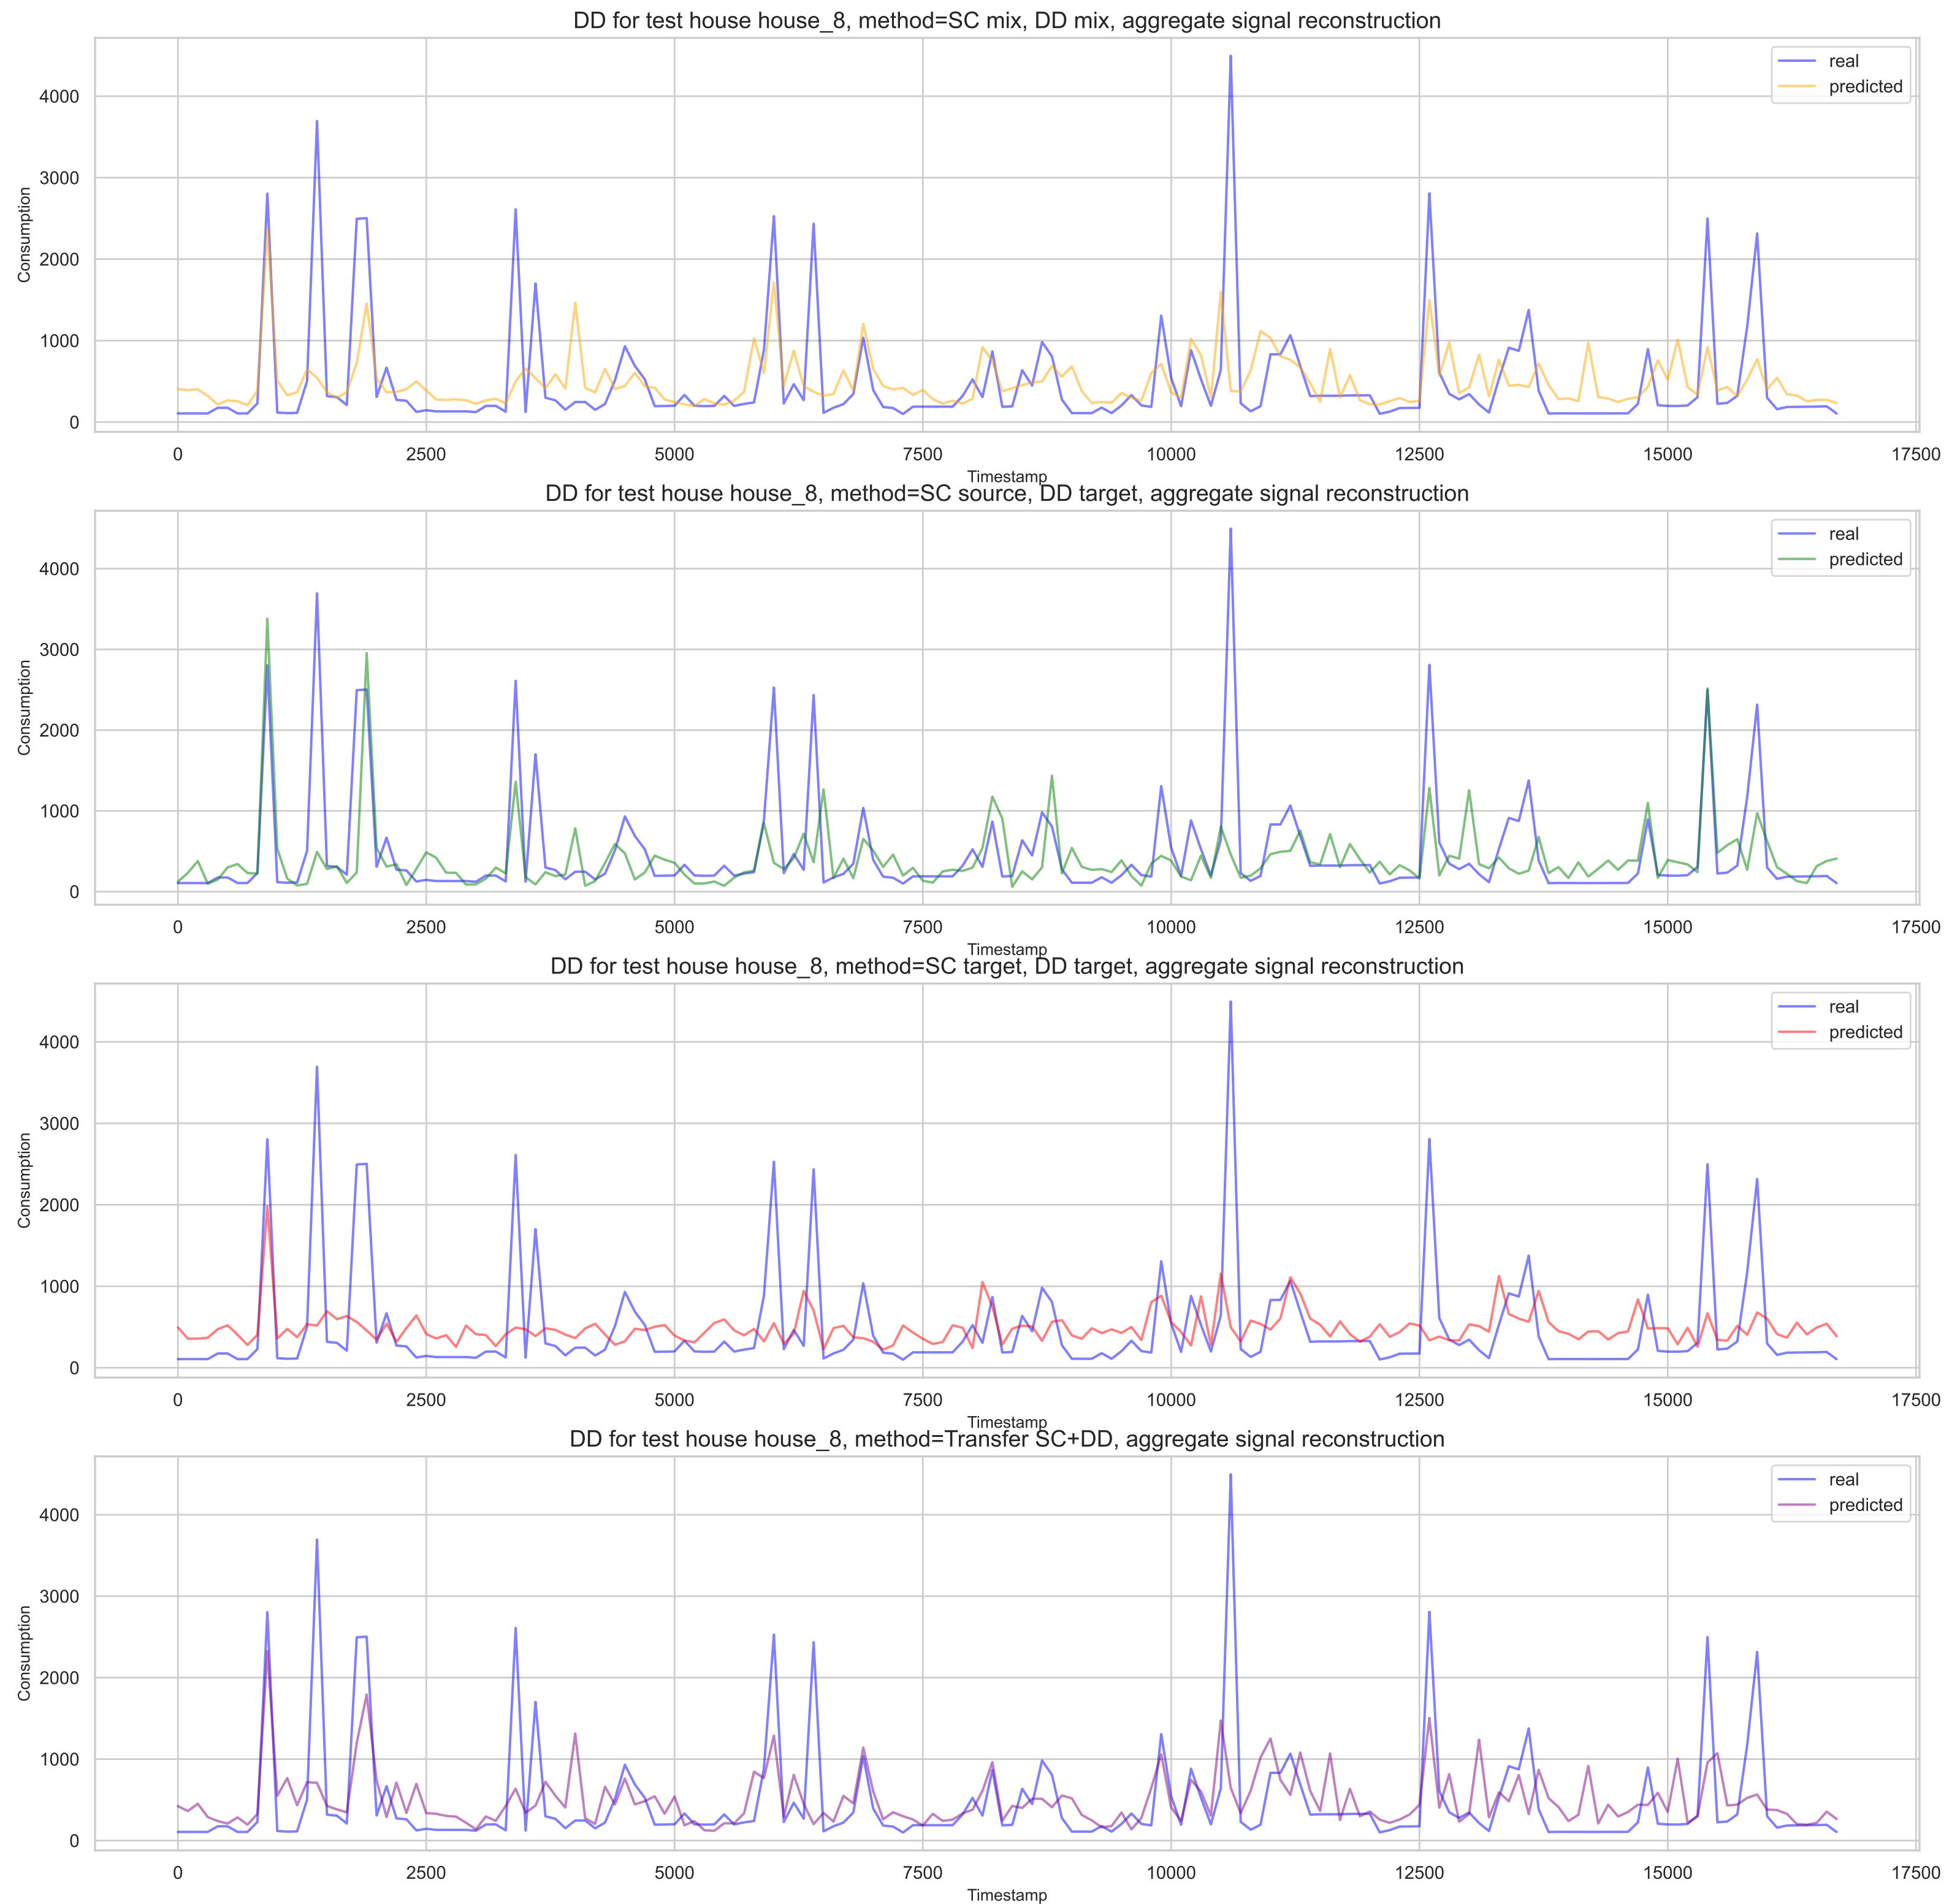 DD for test house house_8, method=SC mix, DD mix, aggregate signal reconstruction
real
predicted
4000
3000
2000
1000
0
Consumption
0 2500 5000 7500 10000 12500 15000 17500
Timestamp
DD for test house house_8, method=SC source, DD target, aggregate signal reconstruction
real
predicted
4000
3000
2000
1000
0
Consumption
0 2500 5000 7500 10000 12500 15000 17500
Timestamp
DD for test house house_8, method=SC target, DD target, aggregate signal reconstruction
real
predicted
4000
3000
2000
1000
0
Consumption
0 2500 5000 7500 10000 12500 15000 17500
Timestamp
DD for test house house_8, method=Transfer SC+DD, aggregate signal reconstruction
real
predicted
4000
3000
2000
1000
0
Consumption
0 2500 5000 7500 10000 12500 15000 17500
Timestamp